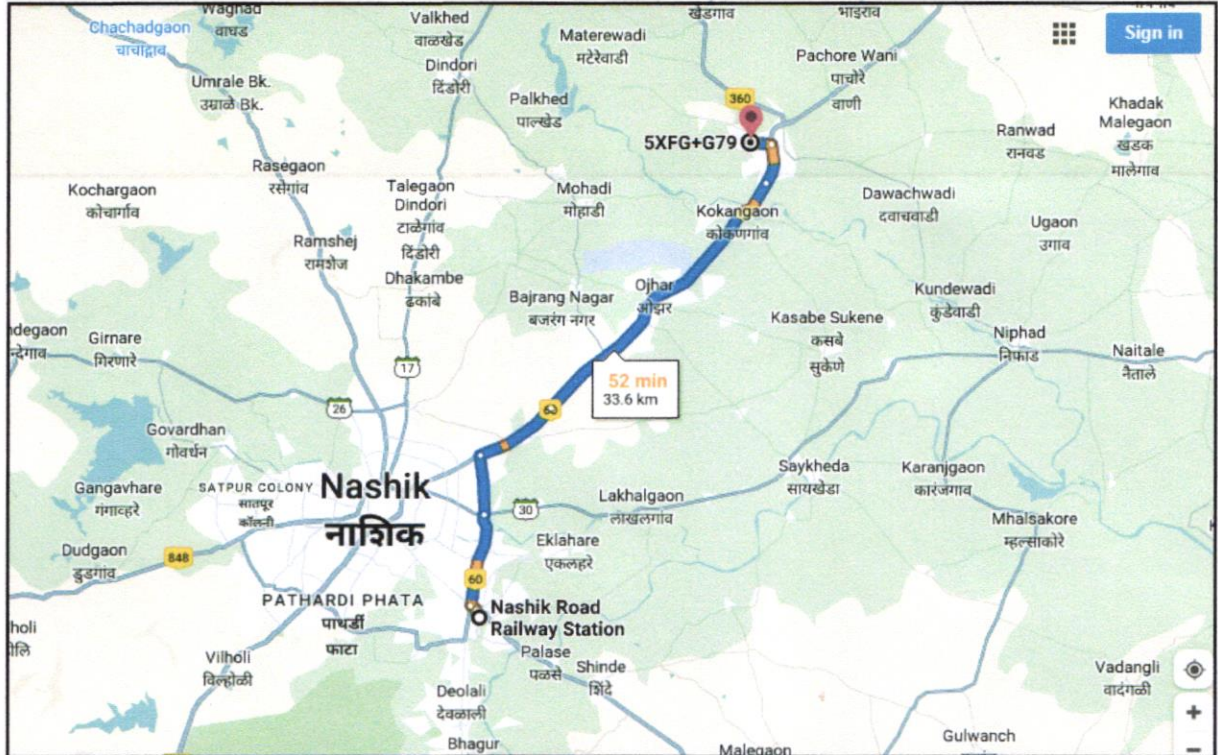 Waghad
वाघाड
Chachadgaon
चाचाद्गाव
Valkhed
वाळखेड
खेडगाव
भाइराव
Sign in
Materewadi
मटेरेवाडी
Dindori
दिंडोरी
Pachore Wani
पाचोरे
वाणी
Umrale Bk.
उम्राळे Bk.
Palkhed
पाल्खेड
360
Khadak
Malegaon
खडक
मालेगाव
5XFG+G79
Ranwad
रानवड
Rasegaon
रसेगांव
Kochargaon
कोचार्गाव
Talegaon
Dindori
टाळेगांव
दिंडोरी
Mohadi
मोहाडी
Dawachwadi
दवाचवाडी
Kokangaon
कोकणगांव
Ugaon
उगाव
Ramshej
रामशेज
Dhakambe
ढकांबे
Ojhar
ओझर
Bajrang Nagar
बजरंग नगर
Kundewadi
कुंडेवाडी
Kasabe Sukene
कसबे
सुकेणे
Niphad
निफाड
ndegaon
न्देगाव
Girnare
गिरणारे
Naitale
नैताले
17
52 min
33.6 km
26
60
Govardhan
गोवर्धन
Gangavhare
गंगाव्हरे
SATPUR COLONY
सातपूर
कॉलनी
Nashik
नाशिक
Saykheda
सायखेडा
Karanjgaon
कारंजगाव
Lakhalgaon
लाखलगांव
30
Mhalsakore
म्हल्साकोरे
Eklahare
एकलहरे
Dudgaon
डुडगांव
848
60
PATHARDI PHATA
पाथर्डी
फाटा
Nashik Road
Railway Station
holi
Vilholi
विल्होळी
Palase
पळसे
Shinde
शिंदे
Vadangli
वादंगळी
Deolali
देवळाली
Bhagur
Malegaon
Gulwanch